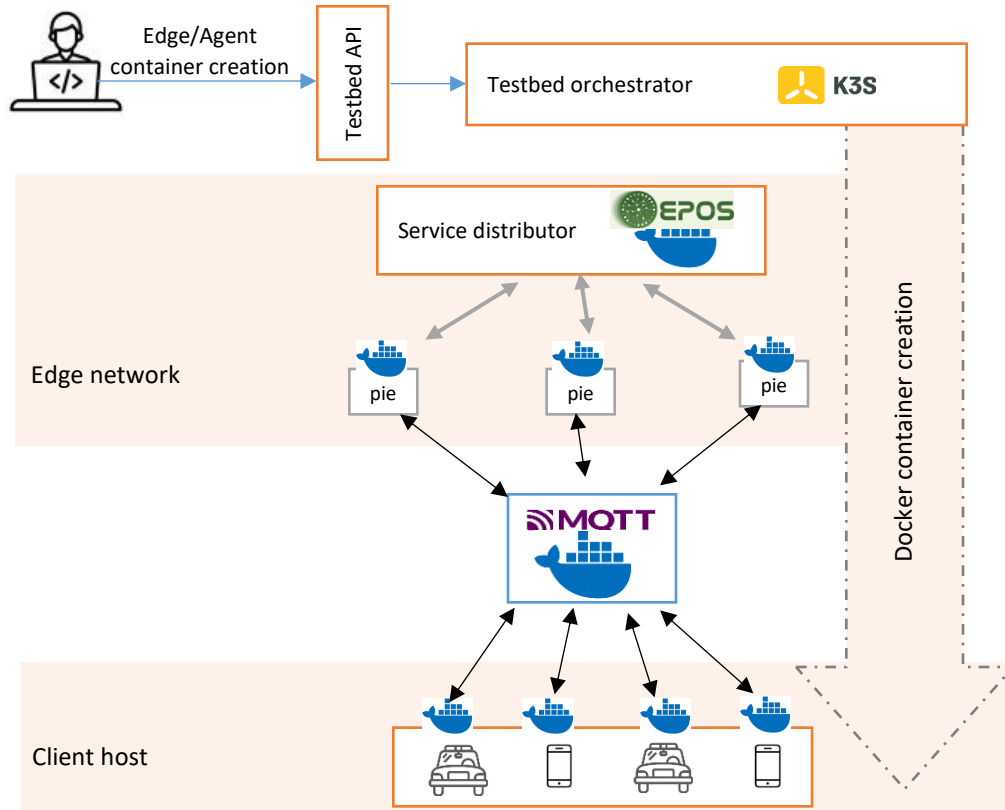 Edge/Agent
container creation
Testbed API
Testbed orchestrator
K3S
</>
EPOS
Service distributor
Edge network
pie
pie
pie
Docker container creation
MQTT
Client host